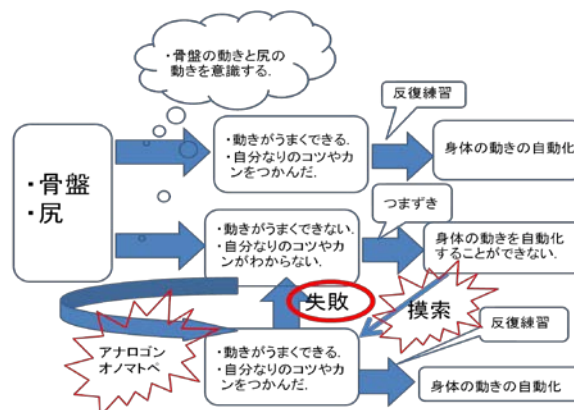 ・骨盤の動きと尻の
動きを意識する.
反復練習
・動きがうまくできる.
・自分なりのコツやカ
ンをつかんだ.
身体の動きの自動化
・骨盤
・尻
つまずき
・動きがうまくできない.
・自分なりのコツやカ
ンがわからない.
身体の動きを自動化
することができない.
失敗
摸索
反復練習
アナロゴン
オノマトペ
・動きがうまくできる.
・自分なりのコツやカ
ンをつかんだ.
身体の動きの自動化